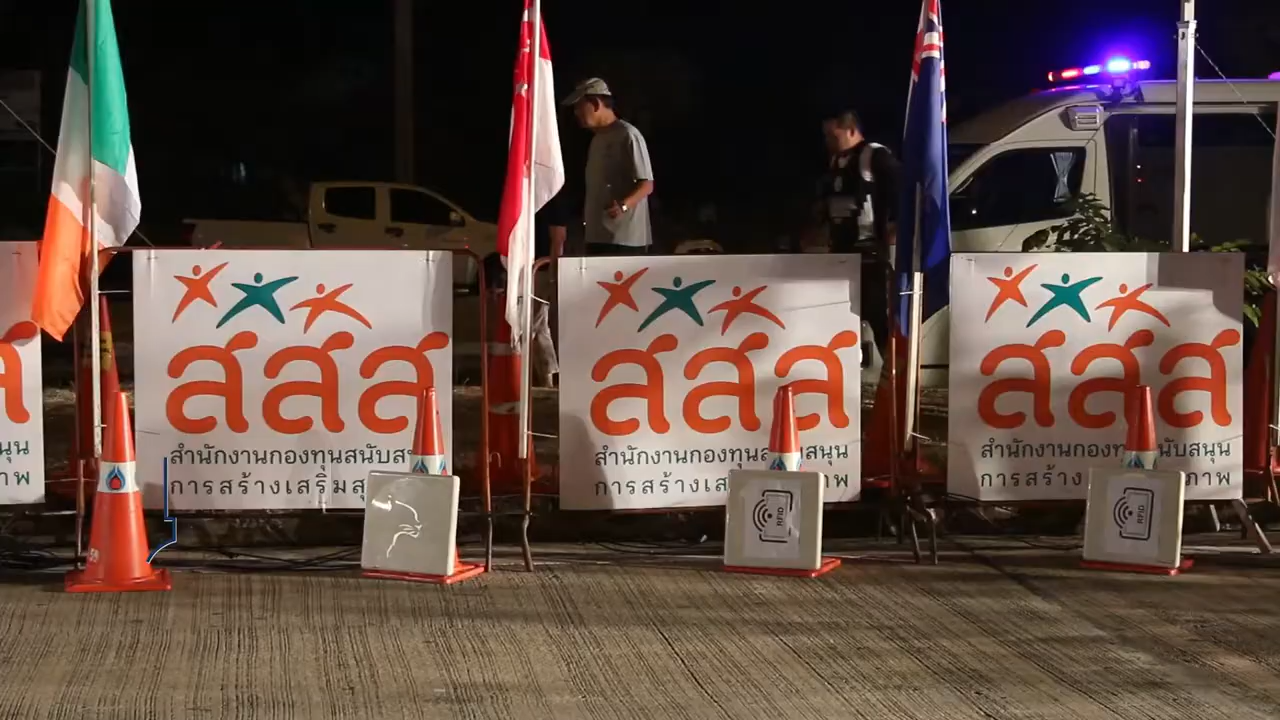 สสส
สำนักงานกองทุนสนับส
การสร้างเสริมสุ
สสส
สำนักงานกองทุ สนุน
การสร้างเส ภาพ
RFID
สสส
สำนักงานกองทุ นับสนุน
การสร้าง ภาพ
RFID
ส
นุน
พ